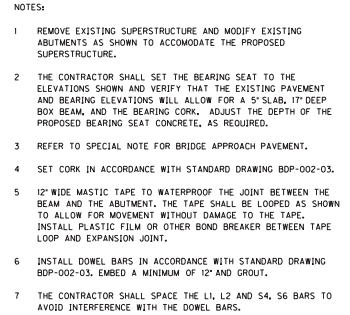 NOTES:
1 REMOVE EXISTING SUPERSTRUCTURE AND MODIFY EXISTING
ABUTMENTS AS SHOWN TO ACCOMODATE THE PROPOSED
SUPERSTRUCTURE.
2 THE CONTRACTOR SHALL SET THE BEARING SEAT TO THE
ELEVATIONS SHOWN AND VERIFY THAT THE EXISTING PAVEMENT
AND BEARING ELEVATIONS WILL ALLOW FOR A 5" SLAB, 17" DEEP
BOX BEAM, AND THE BEARING CORK. ADJUST THE DEPTH OF THE
PROPOSED BEARING SEAT CONCRETE, AS REQUIRED.
3 REFER TO SPECIAL NOTE FOR BRIDGE APPROACH PAVEMENT.
4 SET CORK IN ACCORDANCE WITH STANDARD DRAWING BDP-002-03.
5 12" WIDE MASTIC TAPE TO WATERPROOF THE JOINT BETWEEN THE
BEAM AND THE ABUTMENT. THE TAPE SHALL BE LOOPED AS SHOWN
TO ALLOW FOR MOVEMENT WITHOUT DAMAGE TO THE TAPE.
INSTALL PLASTIC FILM OR OTHER BOND BREAKER BETWEEN TAPE
LOOP AND EXPANSION JOINT.
6 INSTALL DOWEL BARS IN ACCORDANCE WITH STANDARD DRAWING
BDP-002-03. EMBED A MINIMUM OF 12" AND GROUT.
7 THE CONTRACTOR SHALL SPACE THE L1, L2 AND S4, S6 BARS TO
AVOID INTERFERENCE WITH THE DOWEL BARS.